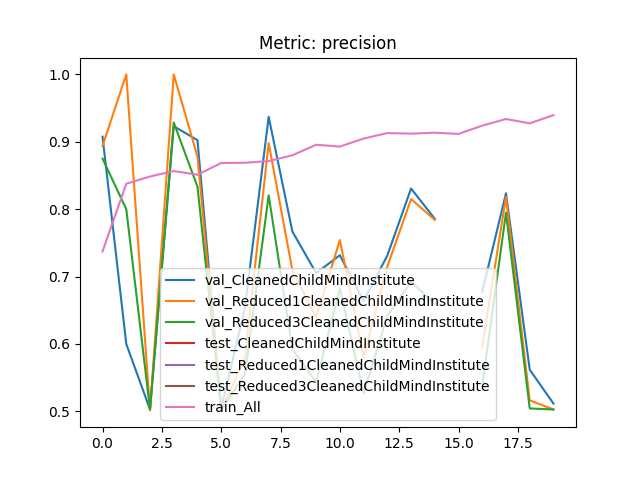 Metric: precision
1.0
0.9
0.8
0.7
0.6
0.5
val_CleanedChildMindInstitute
val_Reduced1CleanedChildMindInstitute
val_Reduced3CleanedChildMindInstitute
test_CleanedChildMindInstitute
test_Reduced1CleanedChildMindInstitute
test_Reduced3CleanedChildMindInstitute
train_All
0.0 2.5 5.0 7.5 10.0 12.5 15.0 17.5